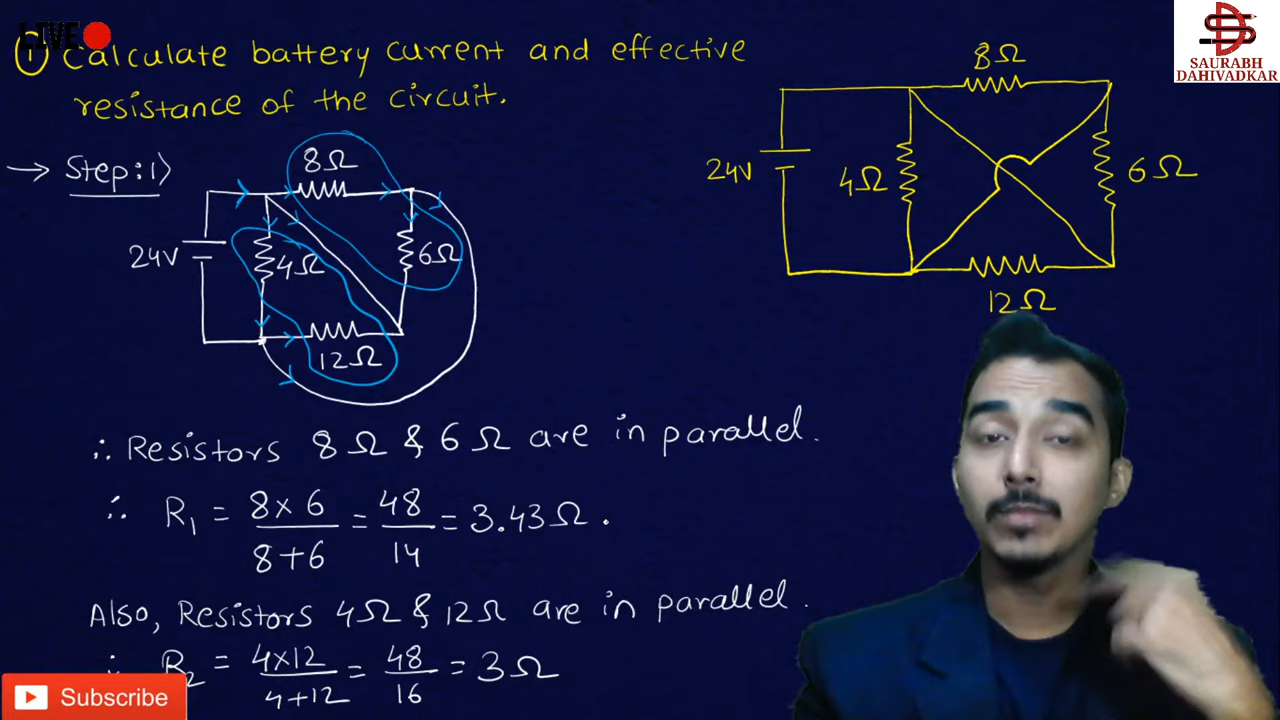 LIVE
① Calculate battery current and effective
resistance of the circuit.
SAURABH
DAHIVADKAR
→ Step:1)
8Ω
24V
4Ω
6Ω
12Ω
8Ω
24V
4Ω
6Ω
12Ω
∴ Resistors 8Ω & 6Ω are in parallel.
∴ R₁ = 8×6/8+6 = 48/14 = 3.43Ω.
Also, Resistors 4Ω & 12Ω are in parallel.
∴ R₂ = 4×12/4+12 = 48/16 = 3Ω
Subscribe